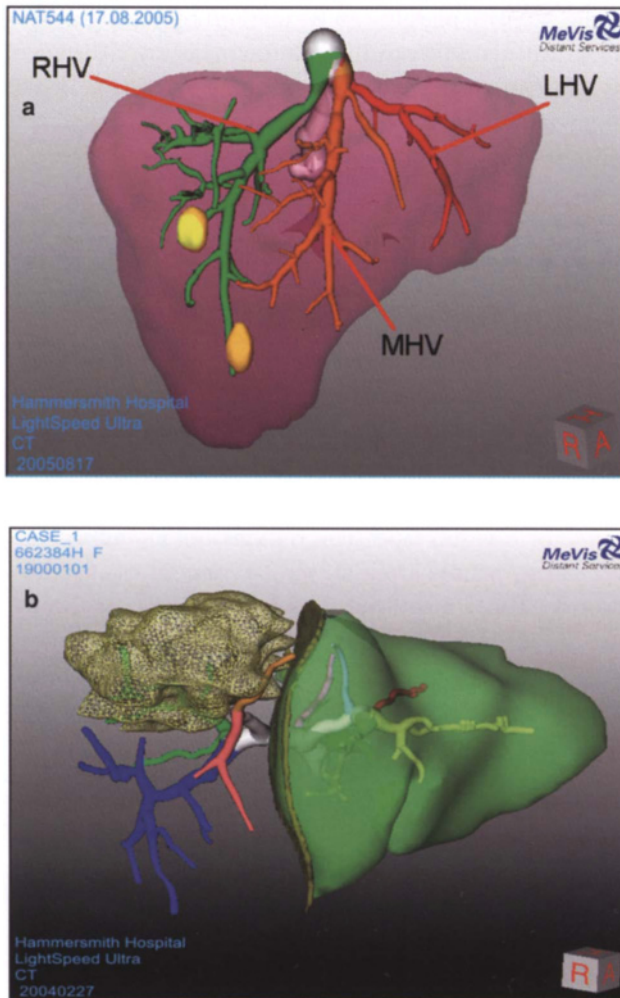 NAT544 (17.08.2005)
MeVis
Distant Services
RHV
LHV
a
MHV
Hammersmith Hospital
LightSpeed Ultra
CT
20050817
R A
CASE_1
662384H F
19000101
MeVis
Distant Services
b
Hammersmith Hospital
LightSpeed Ultra
CT
20040227
R